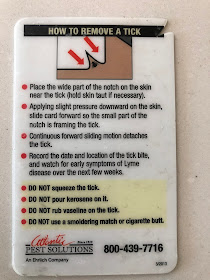 HOW TO REMOVE A TICK
Place the wide part of the notch on the skin
near the tick (hold skin taut if necessary).
Applying slight pressure downward on the skin,
slide card forward so the small part of
the notch is framing the tick.
Continuous forward sliding motion detaches
the tick.
Record the date and location of the tick bite,
and watch for early symptoms of Lyme
disease over the next few weeks.
DO NOT squeeze the tick.
DO NOT pour kerosene on it.
DO NOT rub vaseline on the tick.
DO NOT use a smoldering match or cigarette butt.
PEST SOLUTIONS
An Ehrlich Company
800-439-7716